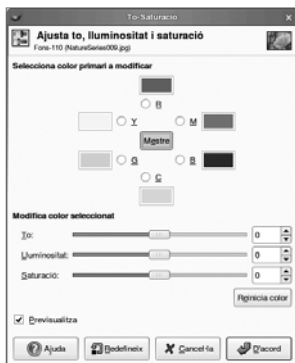 To-Saturació
Ajusta to, lluminositat i saturació
Fons-110 (NatureSeries009.jpg)
Selecciona color primari a modificar
R
Y M
Mestre
G B
C
Modifica color seleccionat
To: 0
Lluminositat: 0
Saturació: 0
Reinicia color
Previsualitza
Ajuda Redefineix Cancel·la D'acord